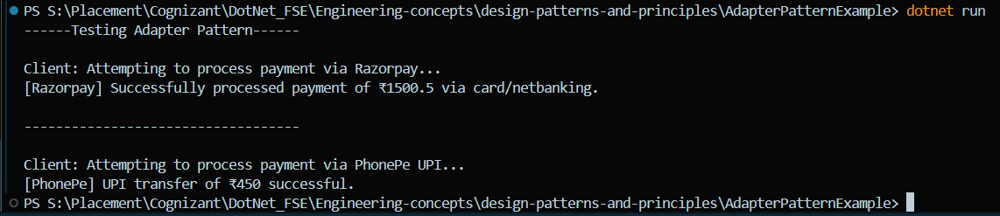 PS S:\Placement\Cognizant\DotNet_FSE\Engineering-concepts\design-patterns-and-principles\AdapterPatternExample> dotnet run
------Testing Adapter Pattern------
Client: Attempting to process payment via Razorpay...
[Razorpay] Successfully processed payment of ₹1500.5 via card/netbanking.
-----------------------------------
Client: Attempting to process payment via PhonePe UPI...
[PhonePe] UPI transfer of ₹450 successful.
PS S:\Placement\Cognizant\DotNet_FSE\Engineering-concepts\design-patterns-and-principles\AdapterPatternExample>